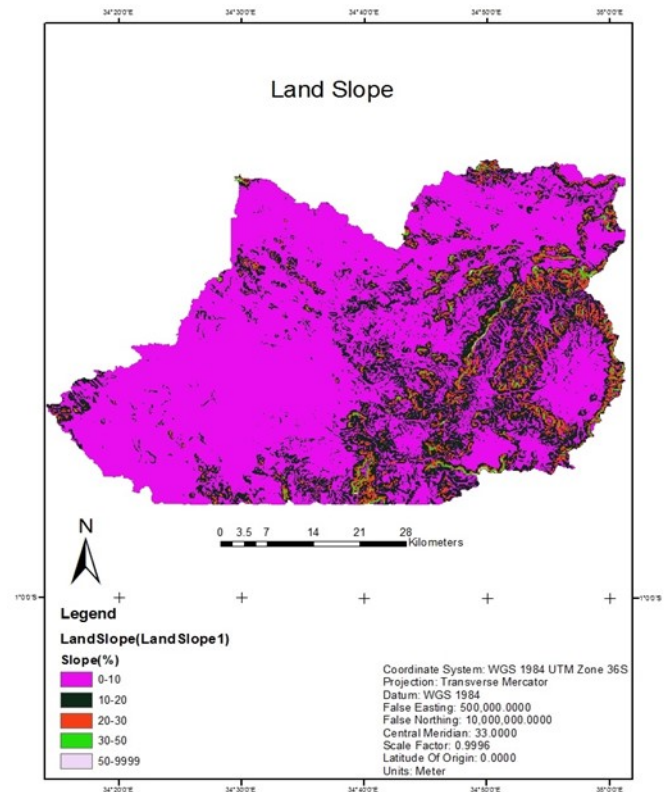 34°20'0"E 34°30'0"E 34°40'0"E 34°50'0"E 35°0'0"E
Land Slope
N
0 3.5 7 14 21 28
Kilometers
1°0'0"S 1°0'0"S
Legend
LandSlope(LandSlope1)
Slope(%)
0-10
10-20
20-30
30-50
50-9999
Coordinate System: WGS 1984 UTM Zone 36S
Projection: Transverse Mercator
Datum: WGS 1984
False Easting: 500,000.0000
False Northing: 10,000,000.0000
Central Meridian: 33.0000
Scale Factor: 0.9996
Latitude Of Origin: 0.0000
Units: Meter
34°20'0"E 34°30'0"E 34°40'0"E 34°50'0"E 35°0'0"E